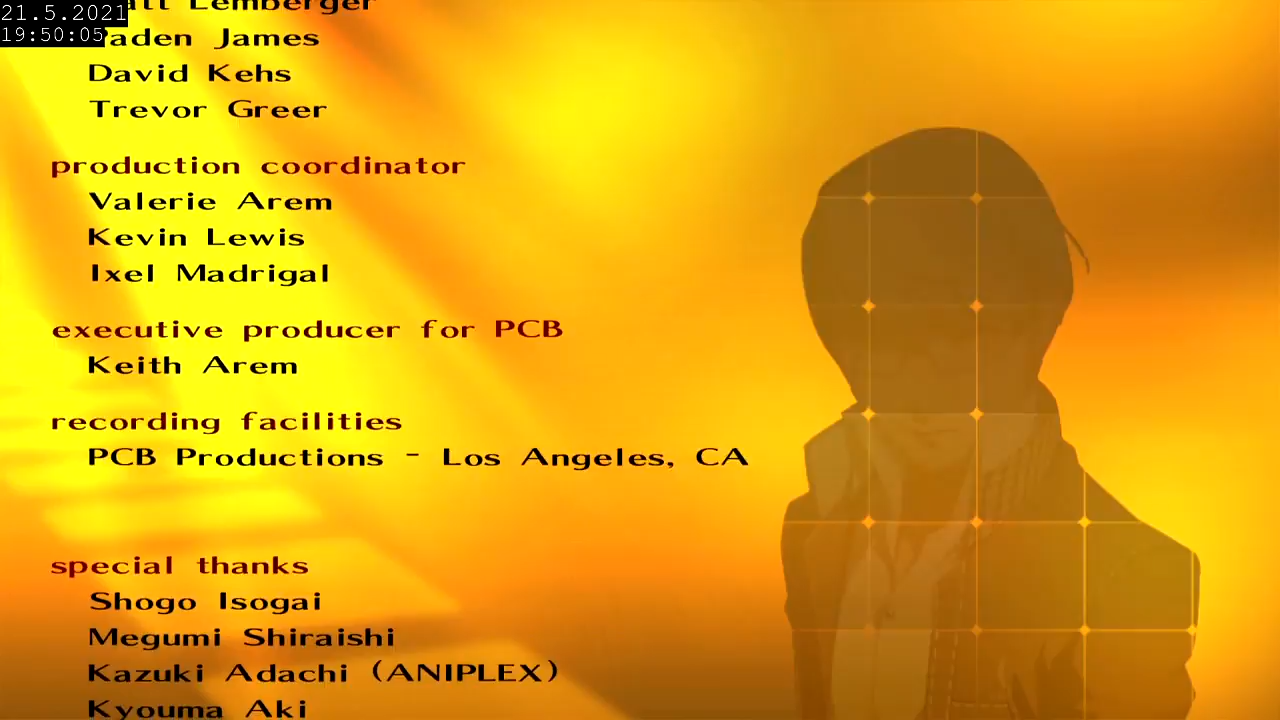 21.5.2021
19:50:05
Lemberger
James
David Kehs
Trevor Greer
production coordinator
Valerie Arem
Kevin Lewis
Ixel Madrigal
executive producer for PCB
Keith Arem
recording facilities
PCB Productions - Los Angeles, CA
special thanks
Shogo Isogai
Megumi Shiraishi
Kazuki Adachi (ANIPLEX)
Kyouma Aki